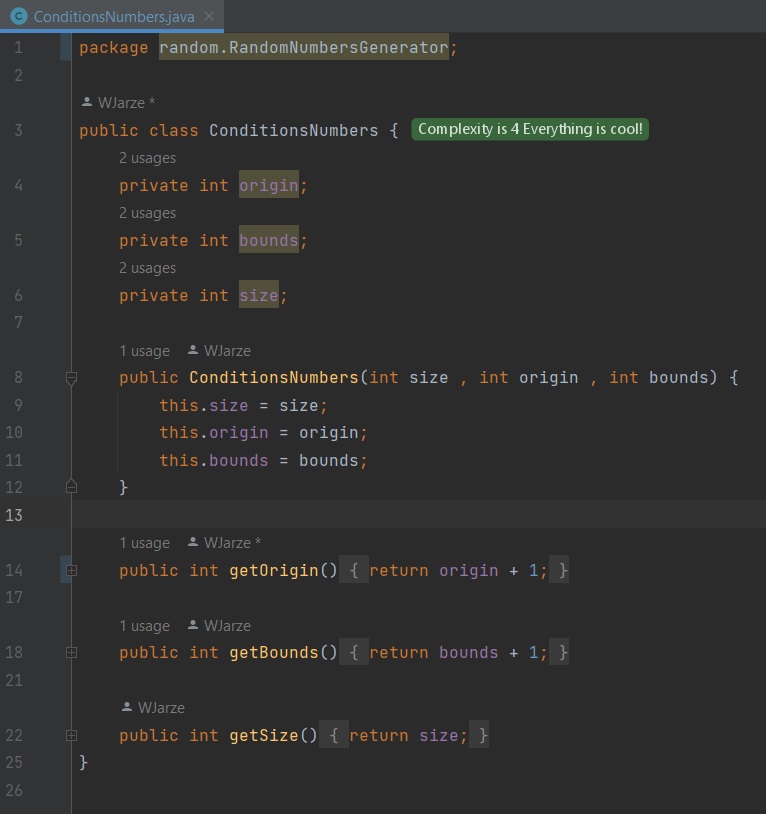 ConditionsNumbers.java
1 package random.RandomNumbersGenerator;
2
WJarze *
3 public class ConditionsNumbers { Complexity is 4 Everything is cool!
2 usages
4 private int origin;
2 usages
5 private int bounds;
2 usages
6 private int size;
7
1 usage WJarze
8 public ConditionsNumbers(int size , int origin , int bounds) {
9 this.size = size;
10 this.origin = origin;
11 this.bounds = bounds;
12 }
13
1 usage WJarze *
14 public int getOrigin() { return origin + 1; }
17
1 usage WJarze
18 public int getBounds() { return bounds + 1; }
21
WJarze
22 public int getSize() { return size; }
25 }
26